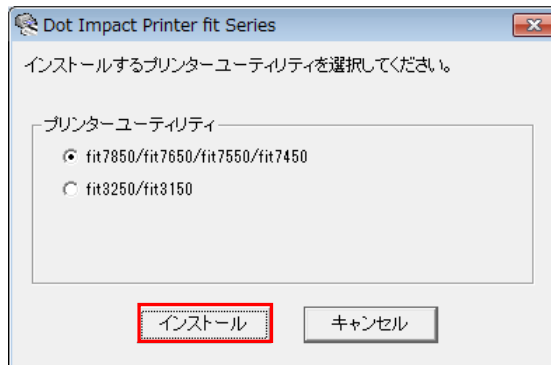 Dot Impact Printer fit Series
インストールするプリンターユーティリティを選択してください。
プリンターユーティリティ
fit7850/fit7650/fit7550/fit7450
fit3250/fit3150
インストール
キャンセル